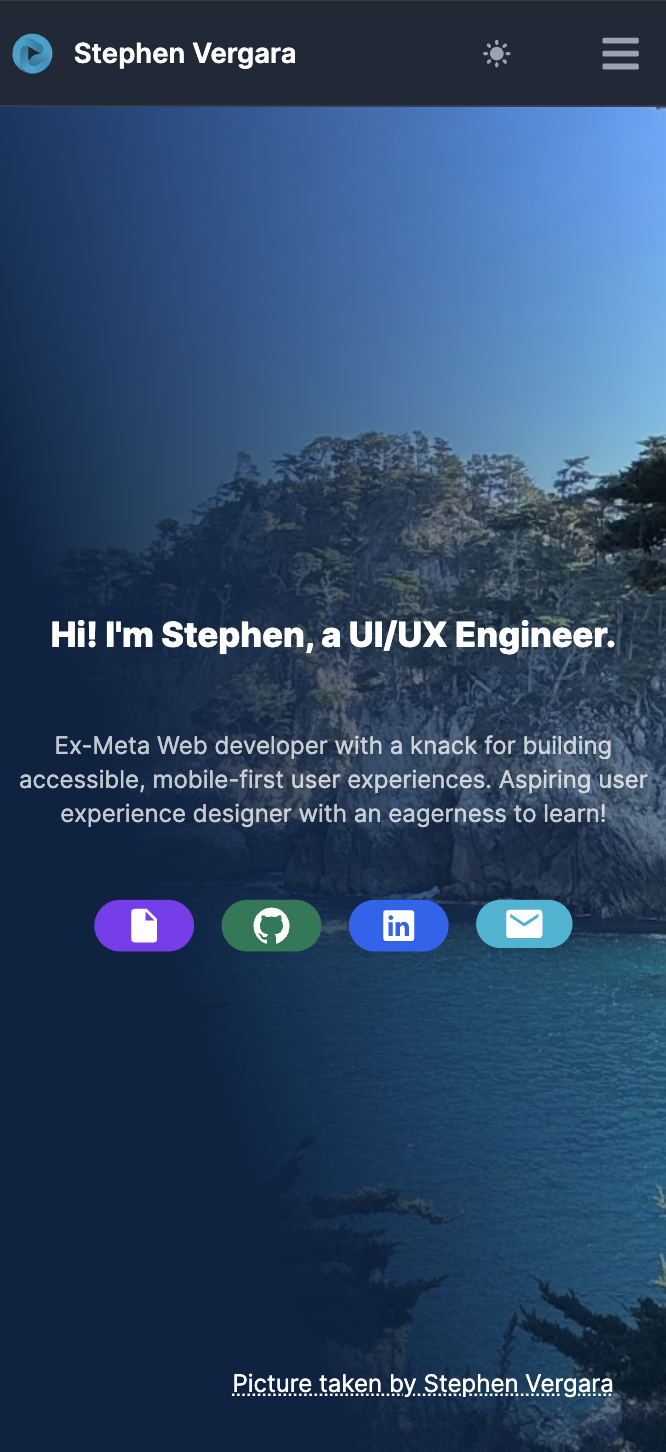 Stephen Vergara
Hi! I'm Stephen, a UI/UX Engineer.
Ex-Meta Web developer with a knack for building
accessible, mobile-first user experiences. Aspiring user
experience designer with an eagerness to learn!
in
Picture taken by Stephen Vergara